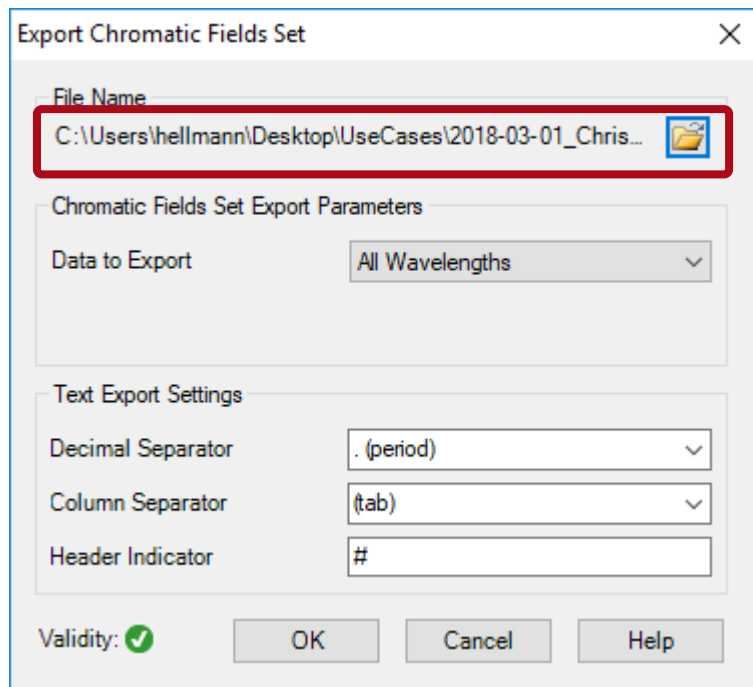 Export Chromatic Fields Set
File Name
C:\Users\hellmann\Desktop\UseCases\2018-03-01_Chris...
Chromatic Fields Set Export Parameters
Data to Export All Wavelengths
Text Export Settings
Decimal Separator . (period)
Column Separator (tab)
Header Indicator #
Validity: OK Cancel Help